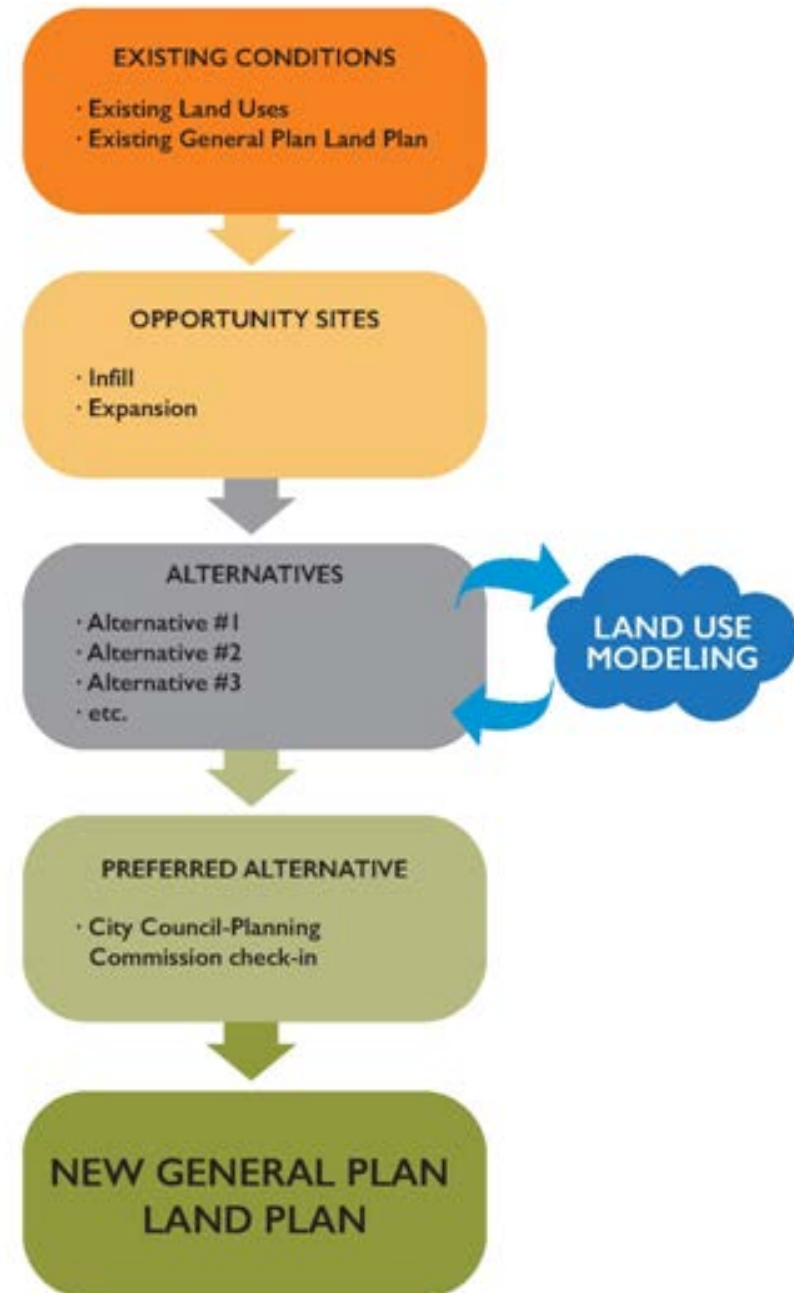 EXISTING CONDITIONS
· Existing Land Uses
· Existing General Plan Land Plan
OPPORTUNITY SITES
· Infill
· Expansion
ALTERNATIVES
· Alternative #1
· Alternative #2
· Alternative #3
· etc.
LAND USE
MODELING
PREFERRED ALTERNATIVE
· City Council-Planning
Commission check-in
NEW GENERAL PLAN
LAND PLAN